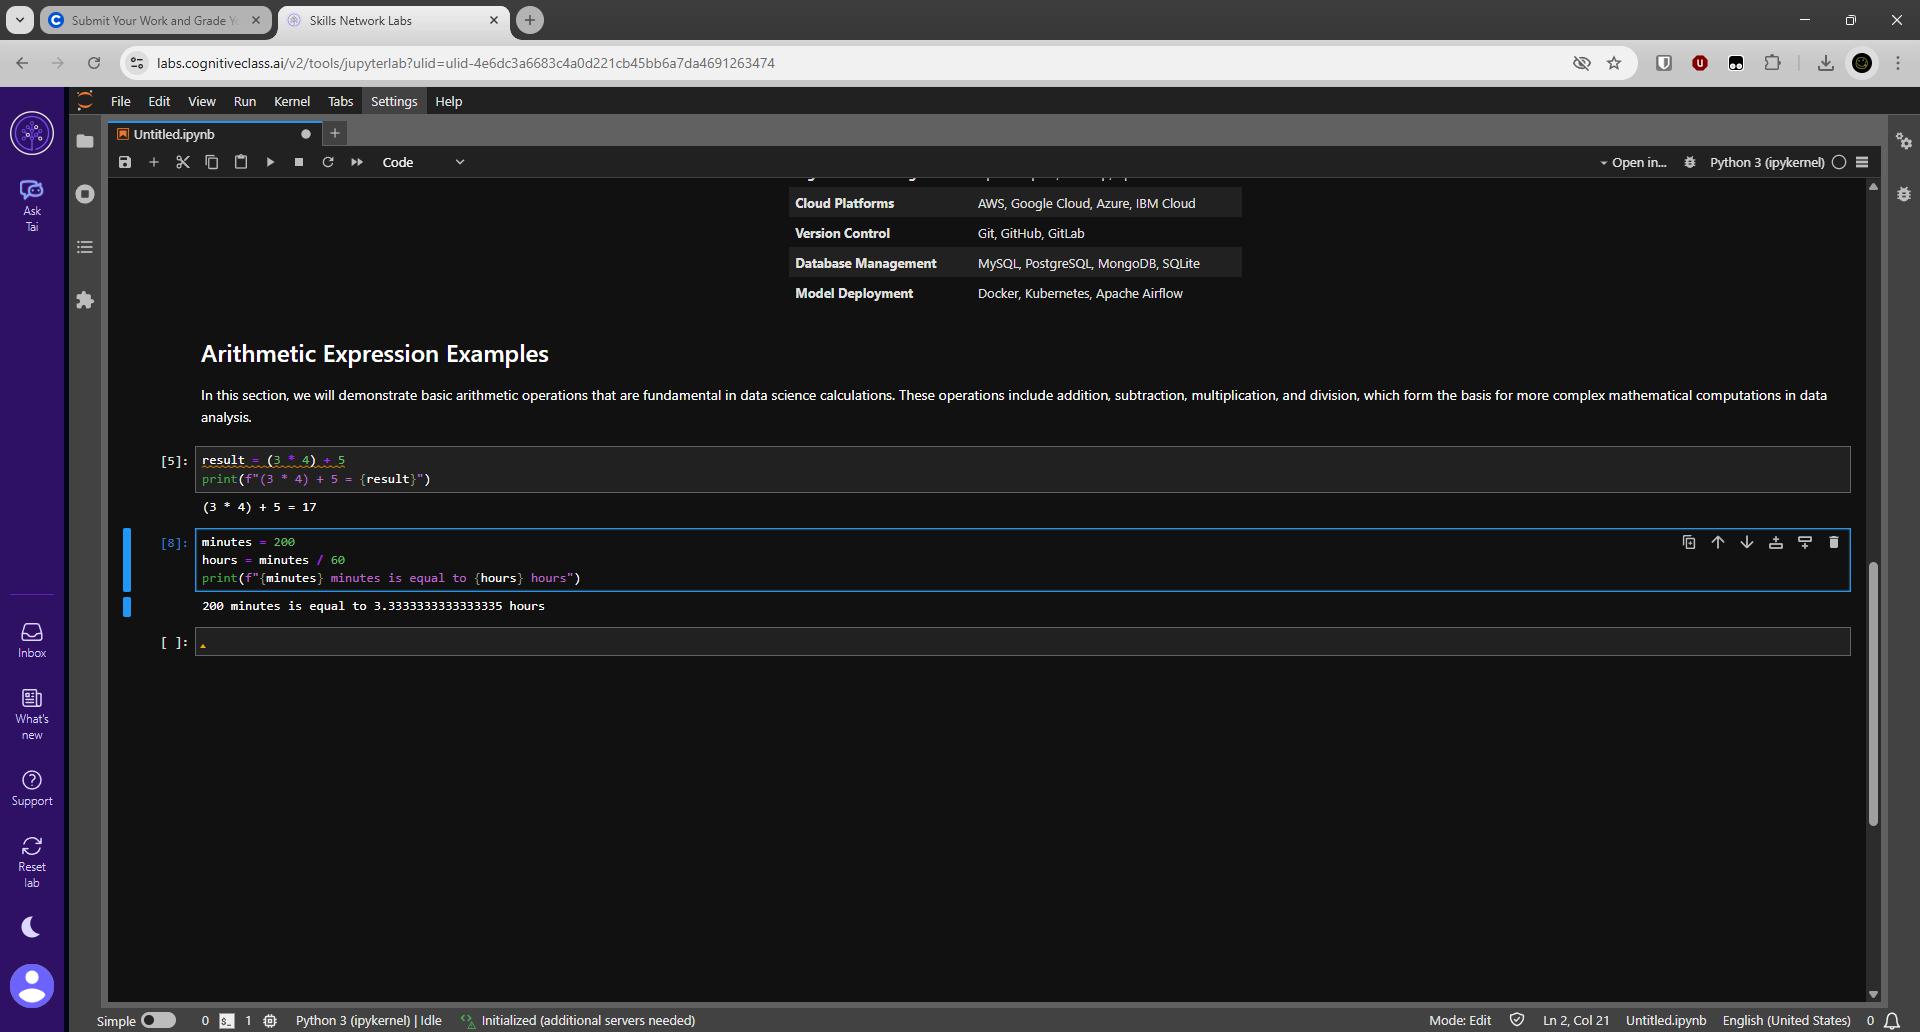 Submit Your Work and Grade Y
Skills Network Labs
labs.cognitiveclass.ai/v2/tools/jupyterlab?ulid=ulid-4e6dc3a6683c4a0d221cb45bb6a7da4691263474
File Edit View Run Kernel Tabs Settings Help
Untitled.ipynb
Code
Open in...
Python 3 (ipykernel)
Ask
Tai
Cloud Platforms AWS, Google Cloud, Azure, IBM Cloud
Version Control Git, GitHub, GitLab
Database Management MySQL, PostgreSQL, MongoDB, SQLite
Model Deployment Docker, Kubernetes, Apache Airflow
Arithmetic Expression Examples
In this section, we will demonstrate basic arithmetic operations that are fundamental in data science calculations. These operations include addition, subtraction, multiplication, and division, which form the basis for more complex mathematical computations in data
analysis.
[5]: result = (3 * 4) + 5
print(f"(3 * 4) + 5 = {result}")
(3 * 4) + 5 = 17
[8]: minutes = 200
hours = minutes / 60
print(f"{minutes} minutes is equal to {hours} hours")
200 minutes is equal to 3.3333333333333335 hours
[ ]:
Inbox
What's
new
Support
Reset
lab
Simple 0 $_ 1 Python 3 (ipykernel) | Idle Initialized (additional servers needed) Mode: Edit Ln 2, Col 21 Untitled.ipynb English (United States) 0